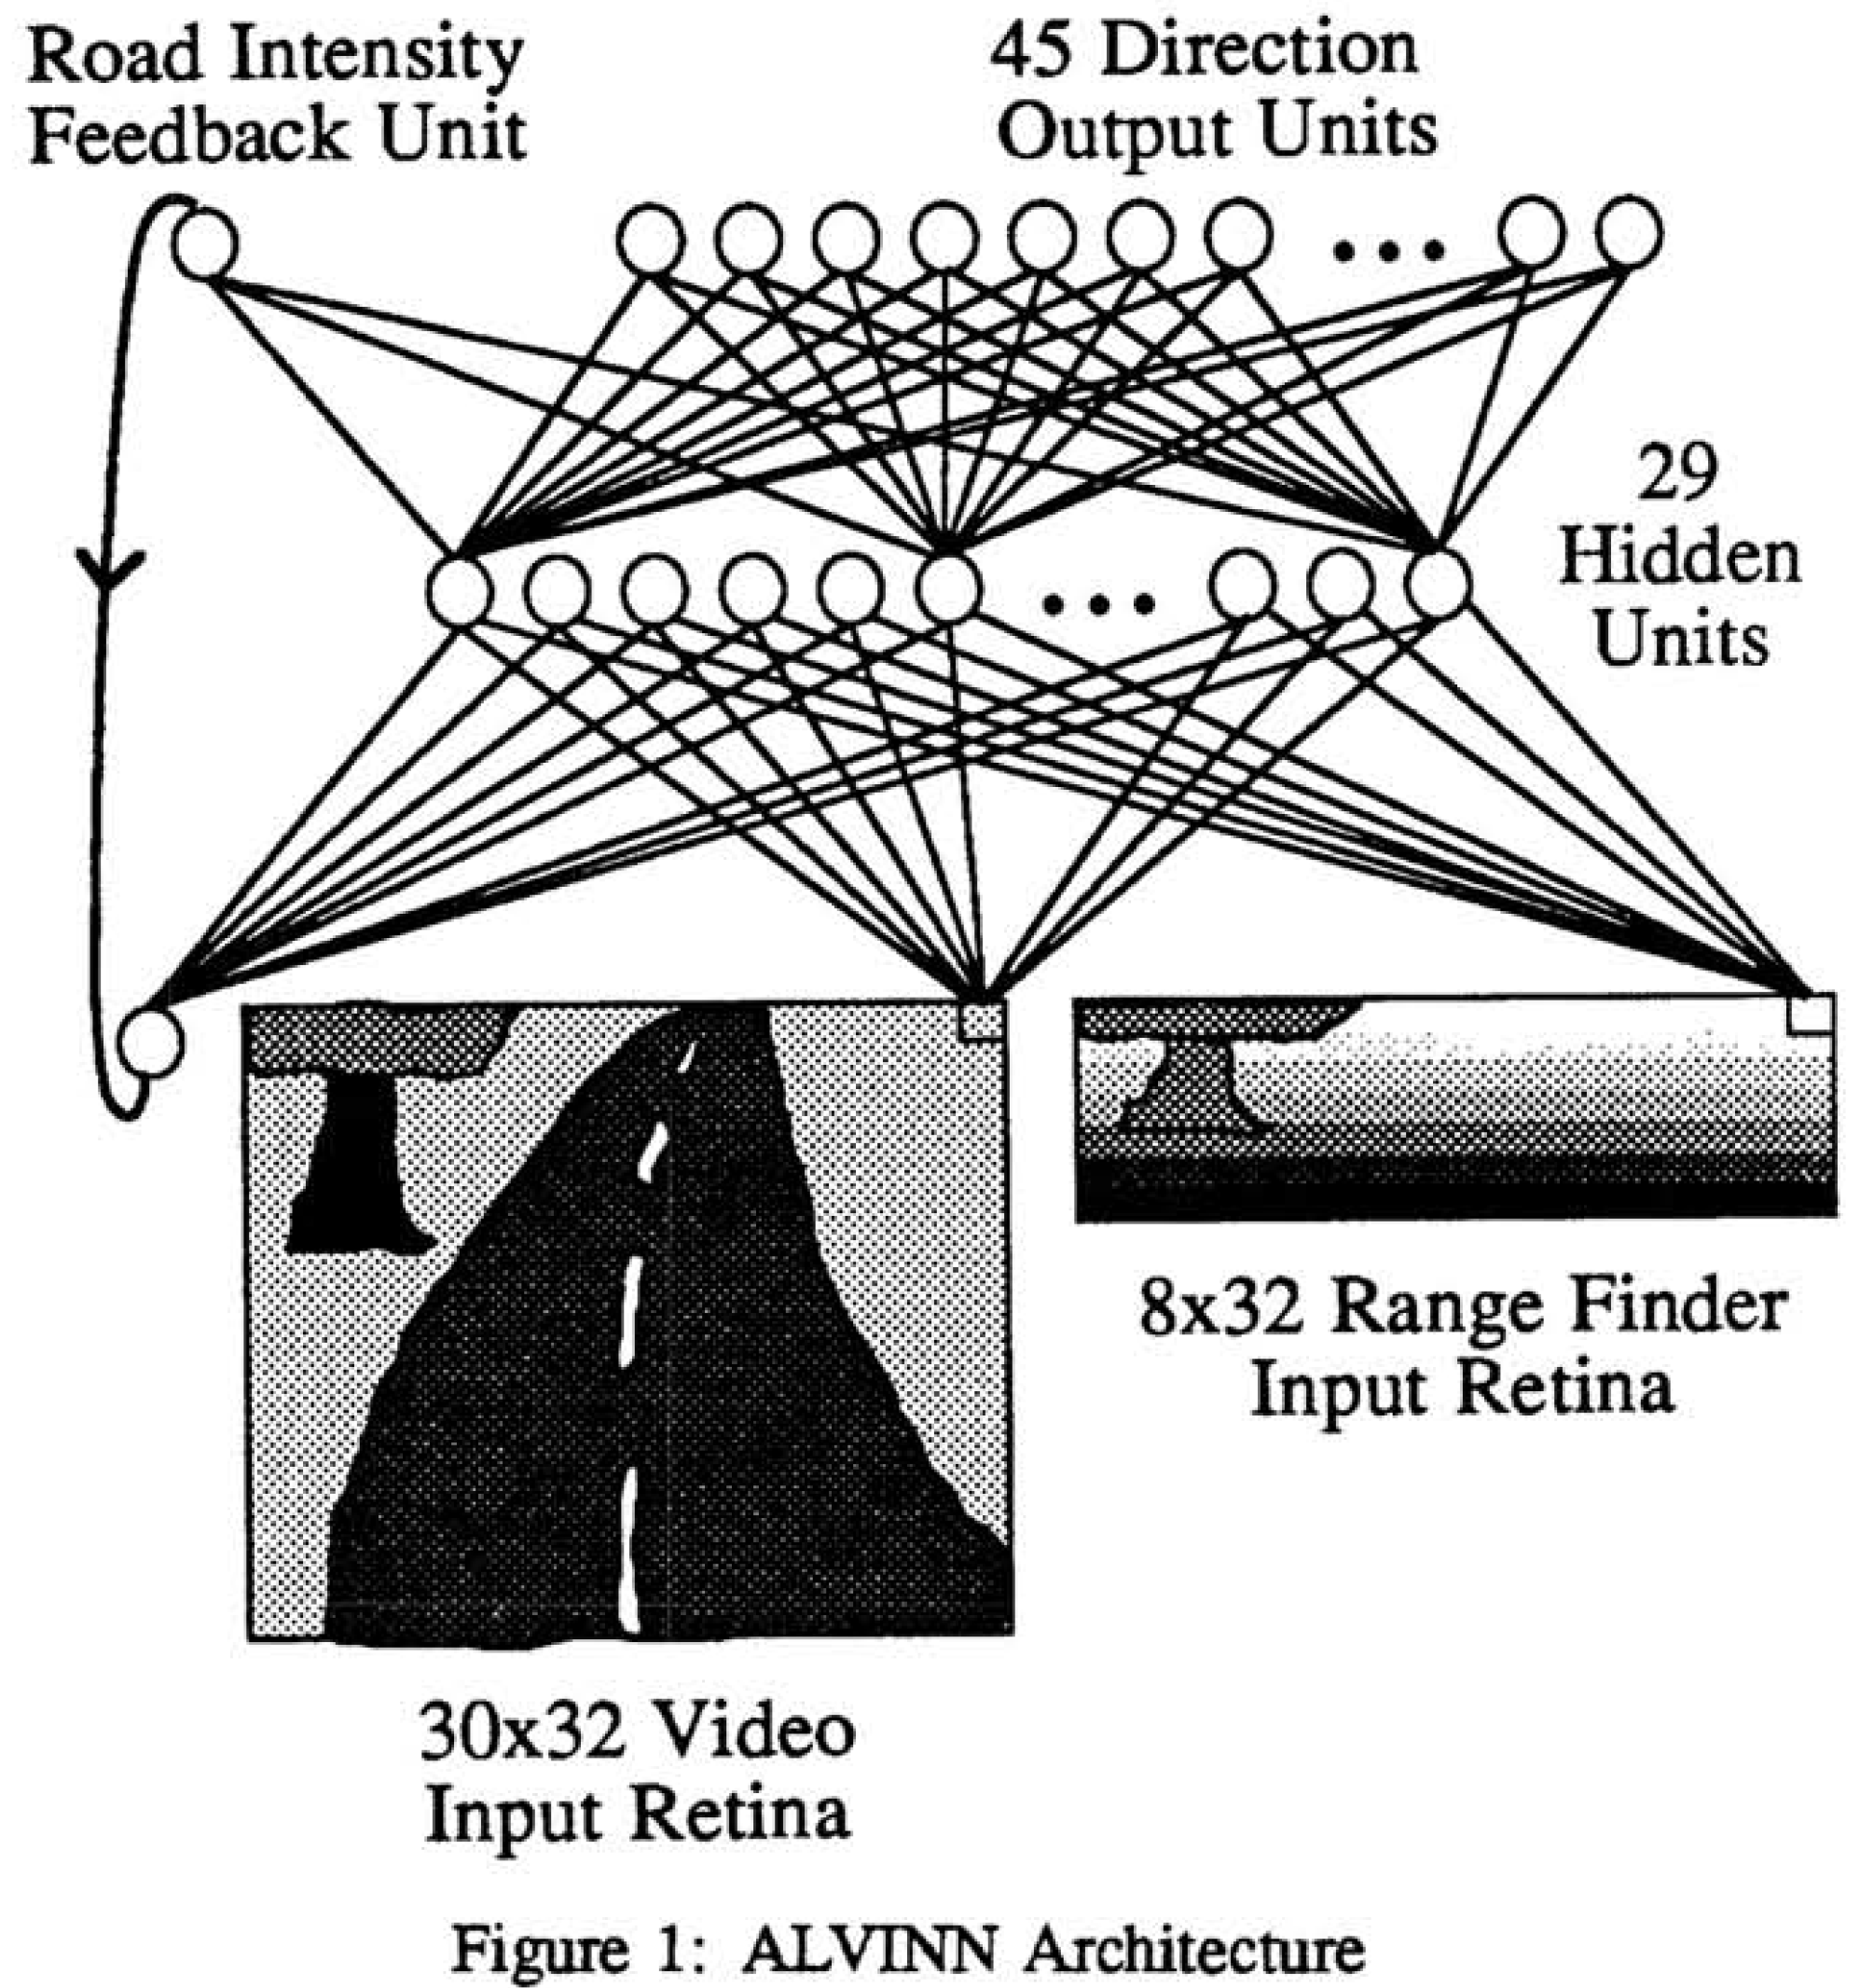 Road Intensity
Feedback Unit
45 Direction
Output Units
29
Hidden
Units
8x32 Range Finder
Input Retina
30x32 Video
Input Retina
Figure 1: ALVINN Architecture